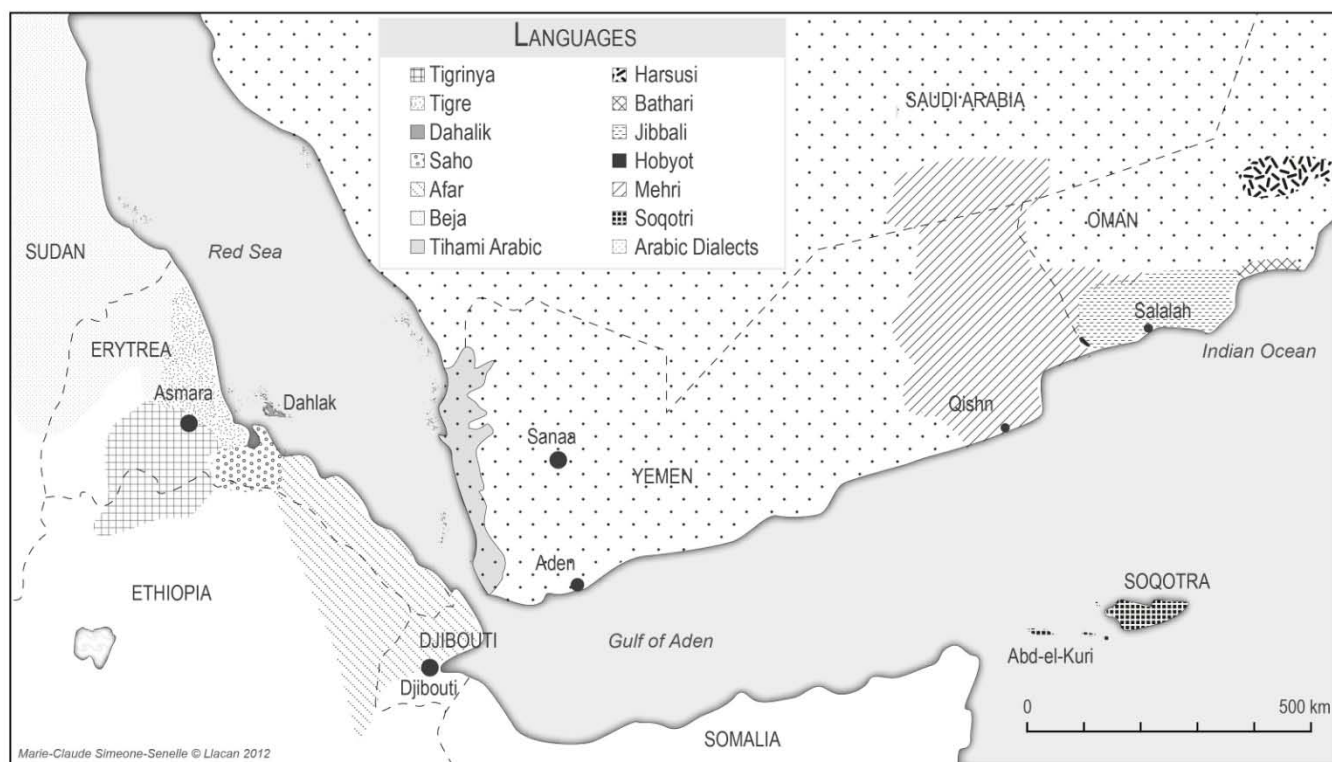 LANGUAGES
Tigrinya
Tigre
Dahalik
Saho
Afar
Beja
Tihami Arabic
Harsusi
Bathari
Jibbali
Hobyot
Mehri
Soqotri
Arabic Dialects
SAUDI ARABIA
OMAN
SUDAN
Red Sea
Salalah
Indian Ocean
ERYTREA
Asmara
Dahlak
Qishn
Sanaa
YEMEN
Aden
ETHIOPIA
SOQOTRA
DJIBOUTI
Gulf of Aden
Abd-el-Kuri
Djibouti
0 500 km
SOMALIA
Marie-Claude Simeone-Senelle © Llacan 2012